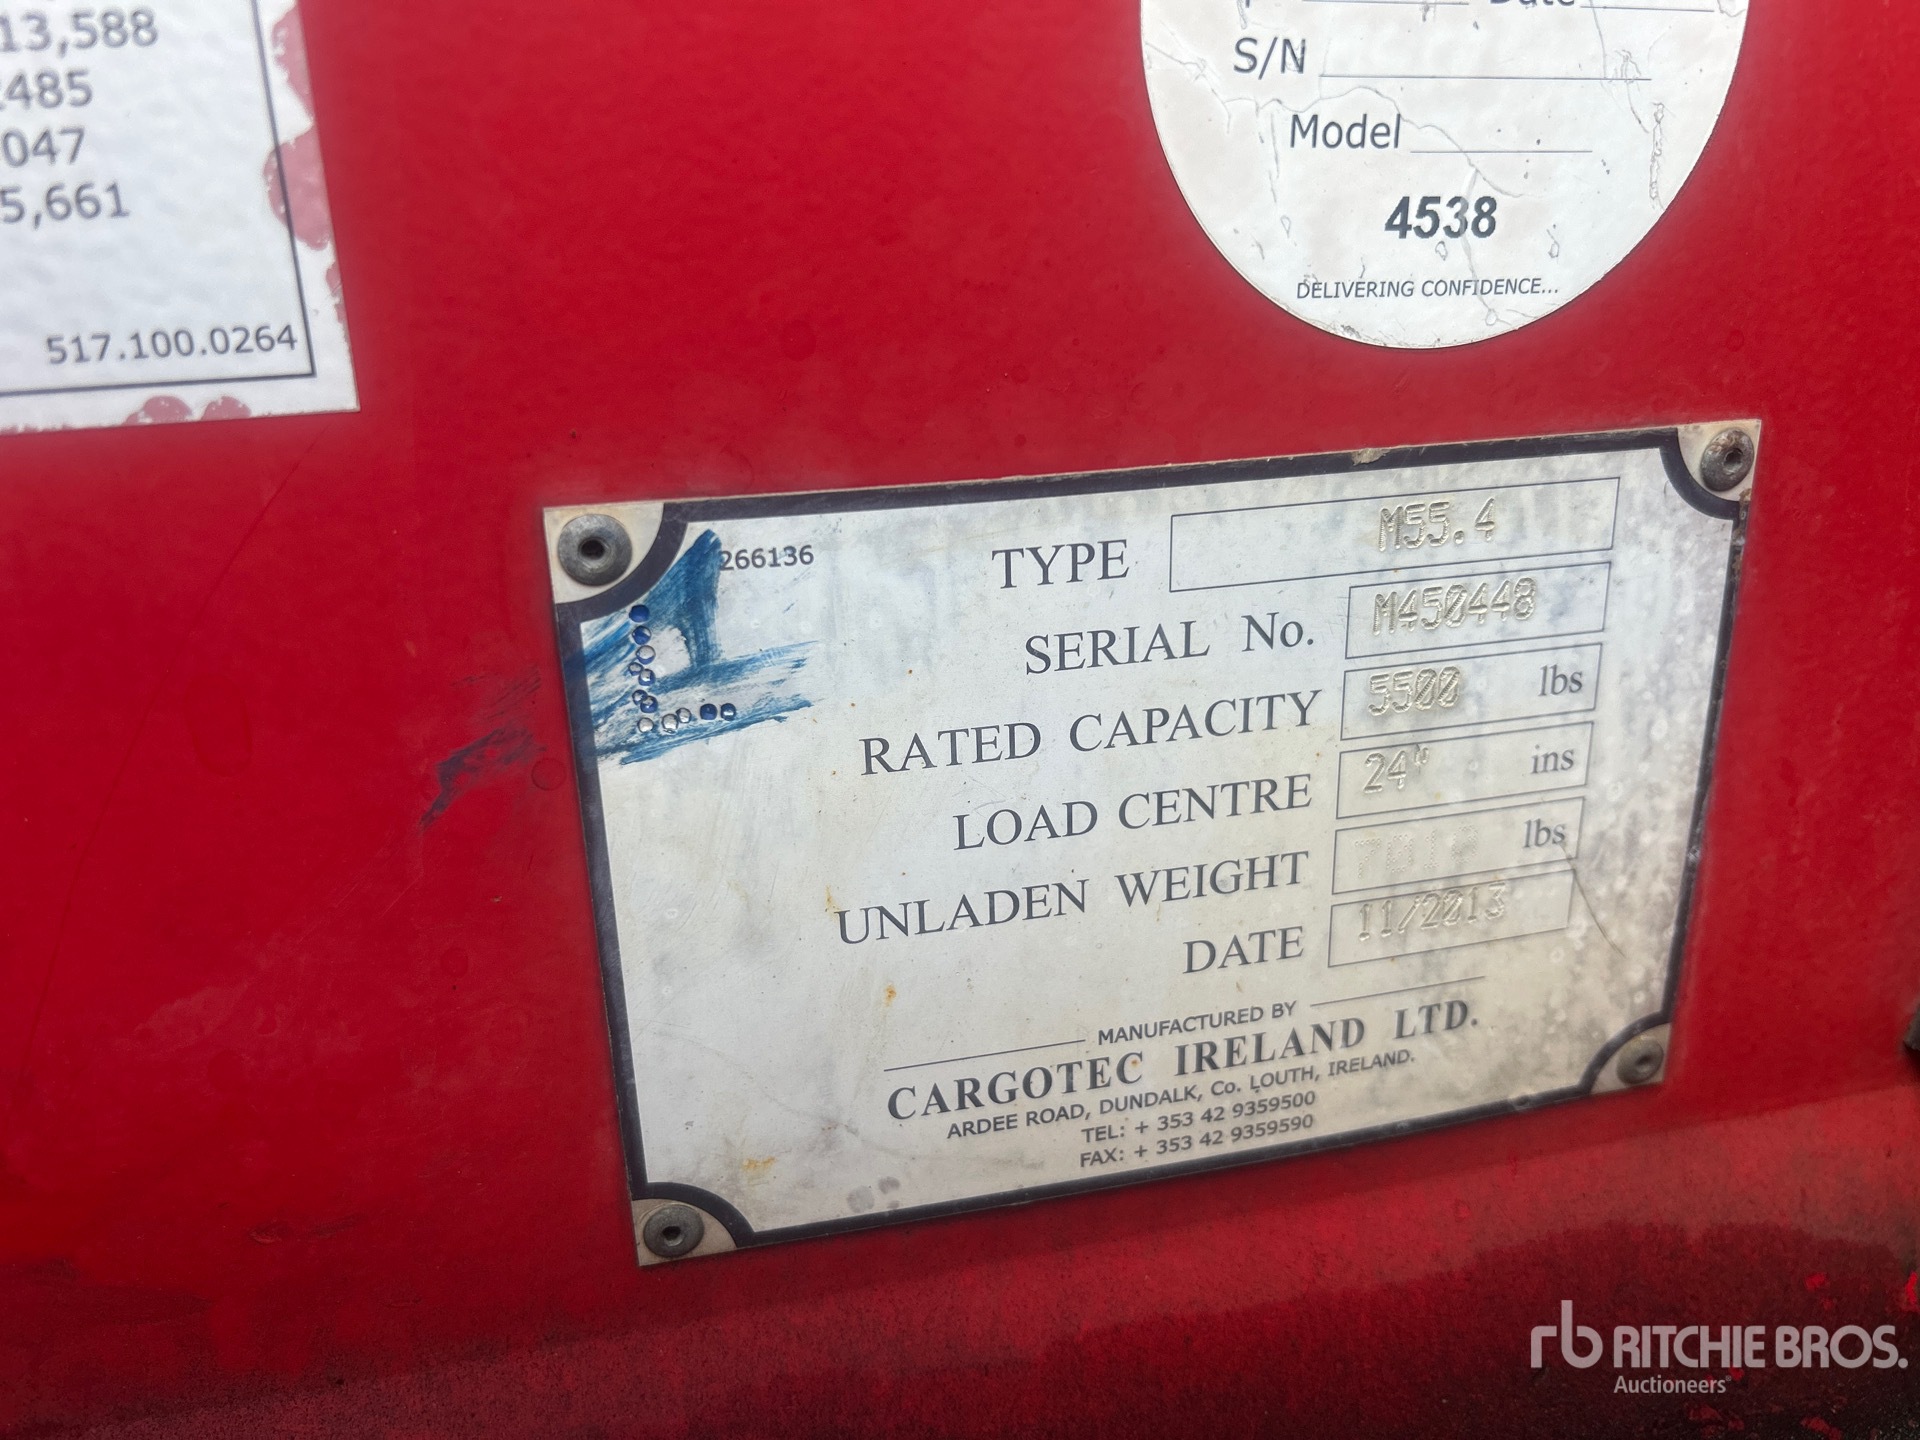 13,588
485
047
5,661
517.100.0264
Date
S/N
Model
4538
DELIVERING CONFIDENCE...
266136
TYPE M55.4
SERIAL No. M450448
RATED CAPACITY 5500 lbs
LOAD CENTRE 24" ins
UNLADEN WEIGHT lbs
DATE 11/2013
MANUFACTURED BY
CARGOTEC IRELAND LTD.
ARDEE ROAD, DUNDALK, Co. LOUTH, IRELAND.
TEL: + 353 42 9359500
FAX: + 353 42 9359590
rb RITCHIE BROS.
Auctioneers